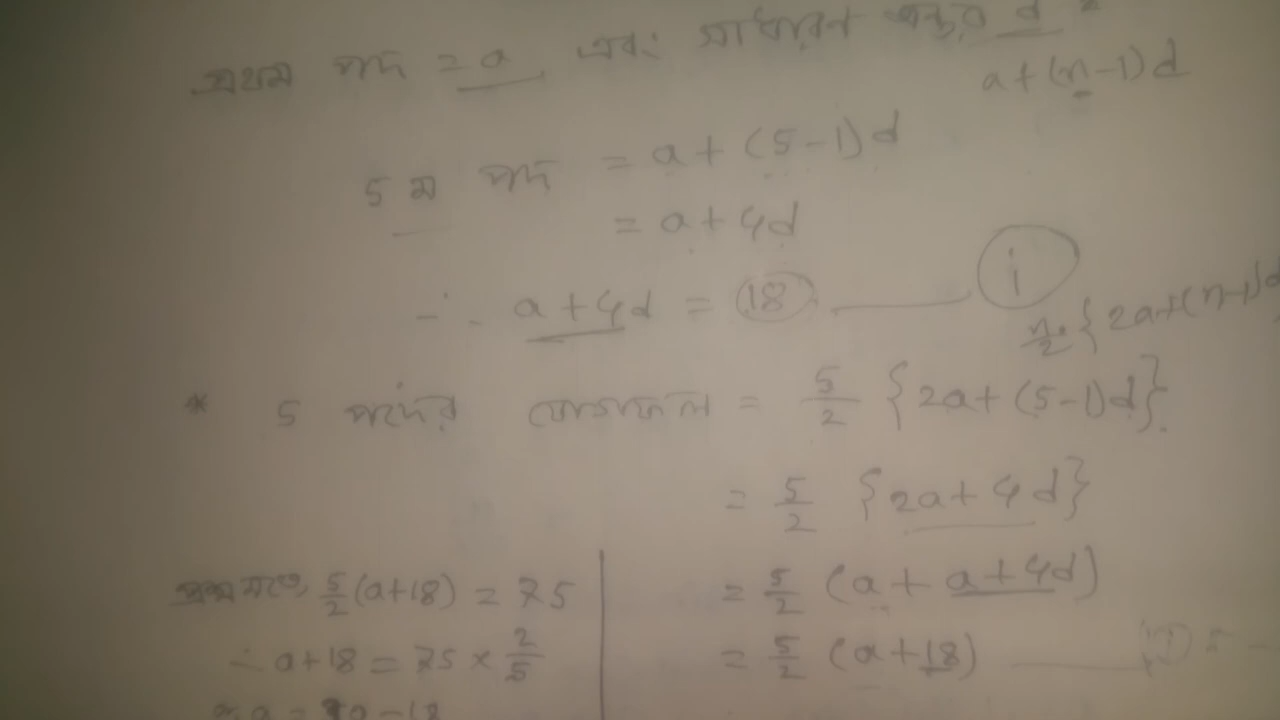 প্রথম পদ = a এবং সাধারণ অন্তর d
a + (n-1)d
5 ম পদ = a + (5-1)d
= a + 4d
∴ a + 4d = 18 i
n/2 {2a+(n-1)d
* 5 পদের যোগফল = 5/2 {2a + (5-1)d}
= 5/2 {2a + 4d}
= 5/2 (a + a + 4d)
= 5/2 (a + 18)
প্রশ্নমতে, 5/2 (a+18) = 75
∴ a+18 = 75 × 2/5